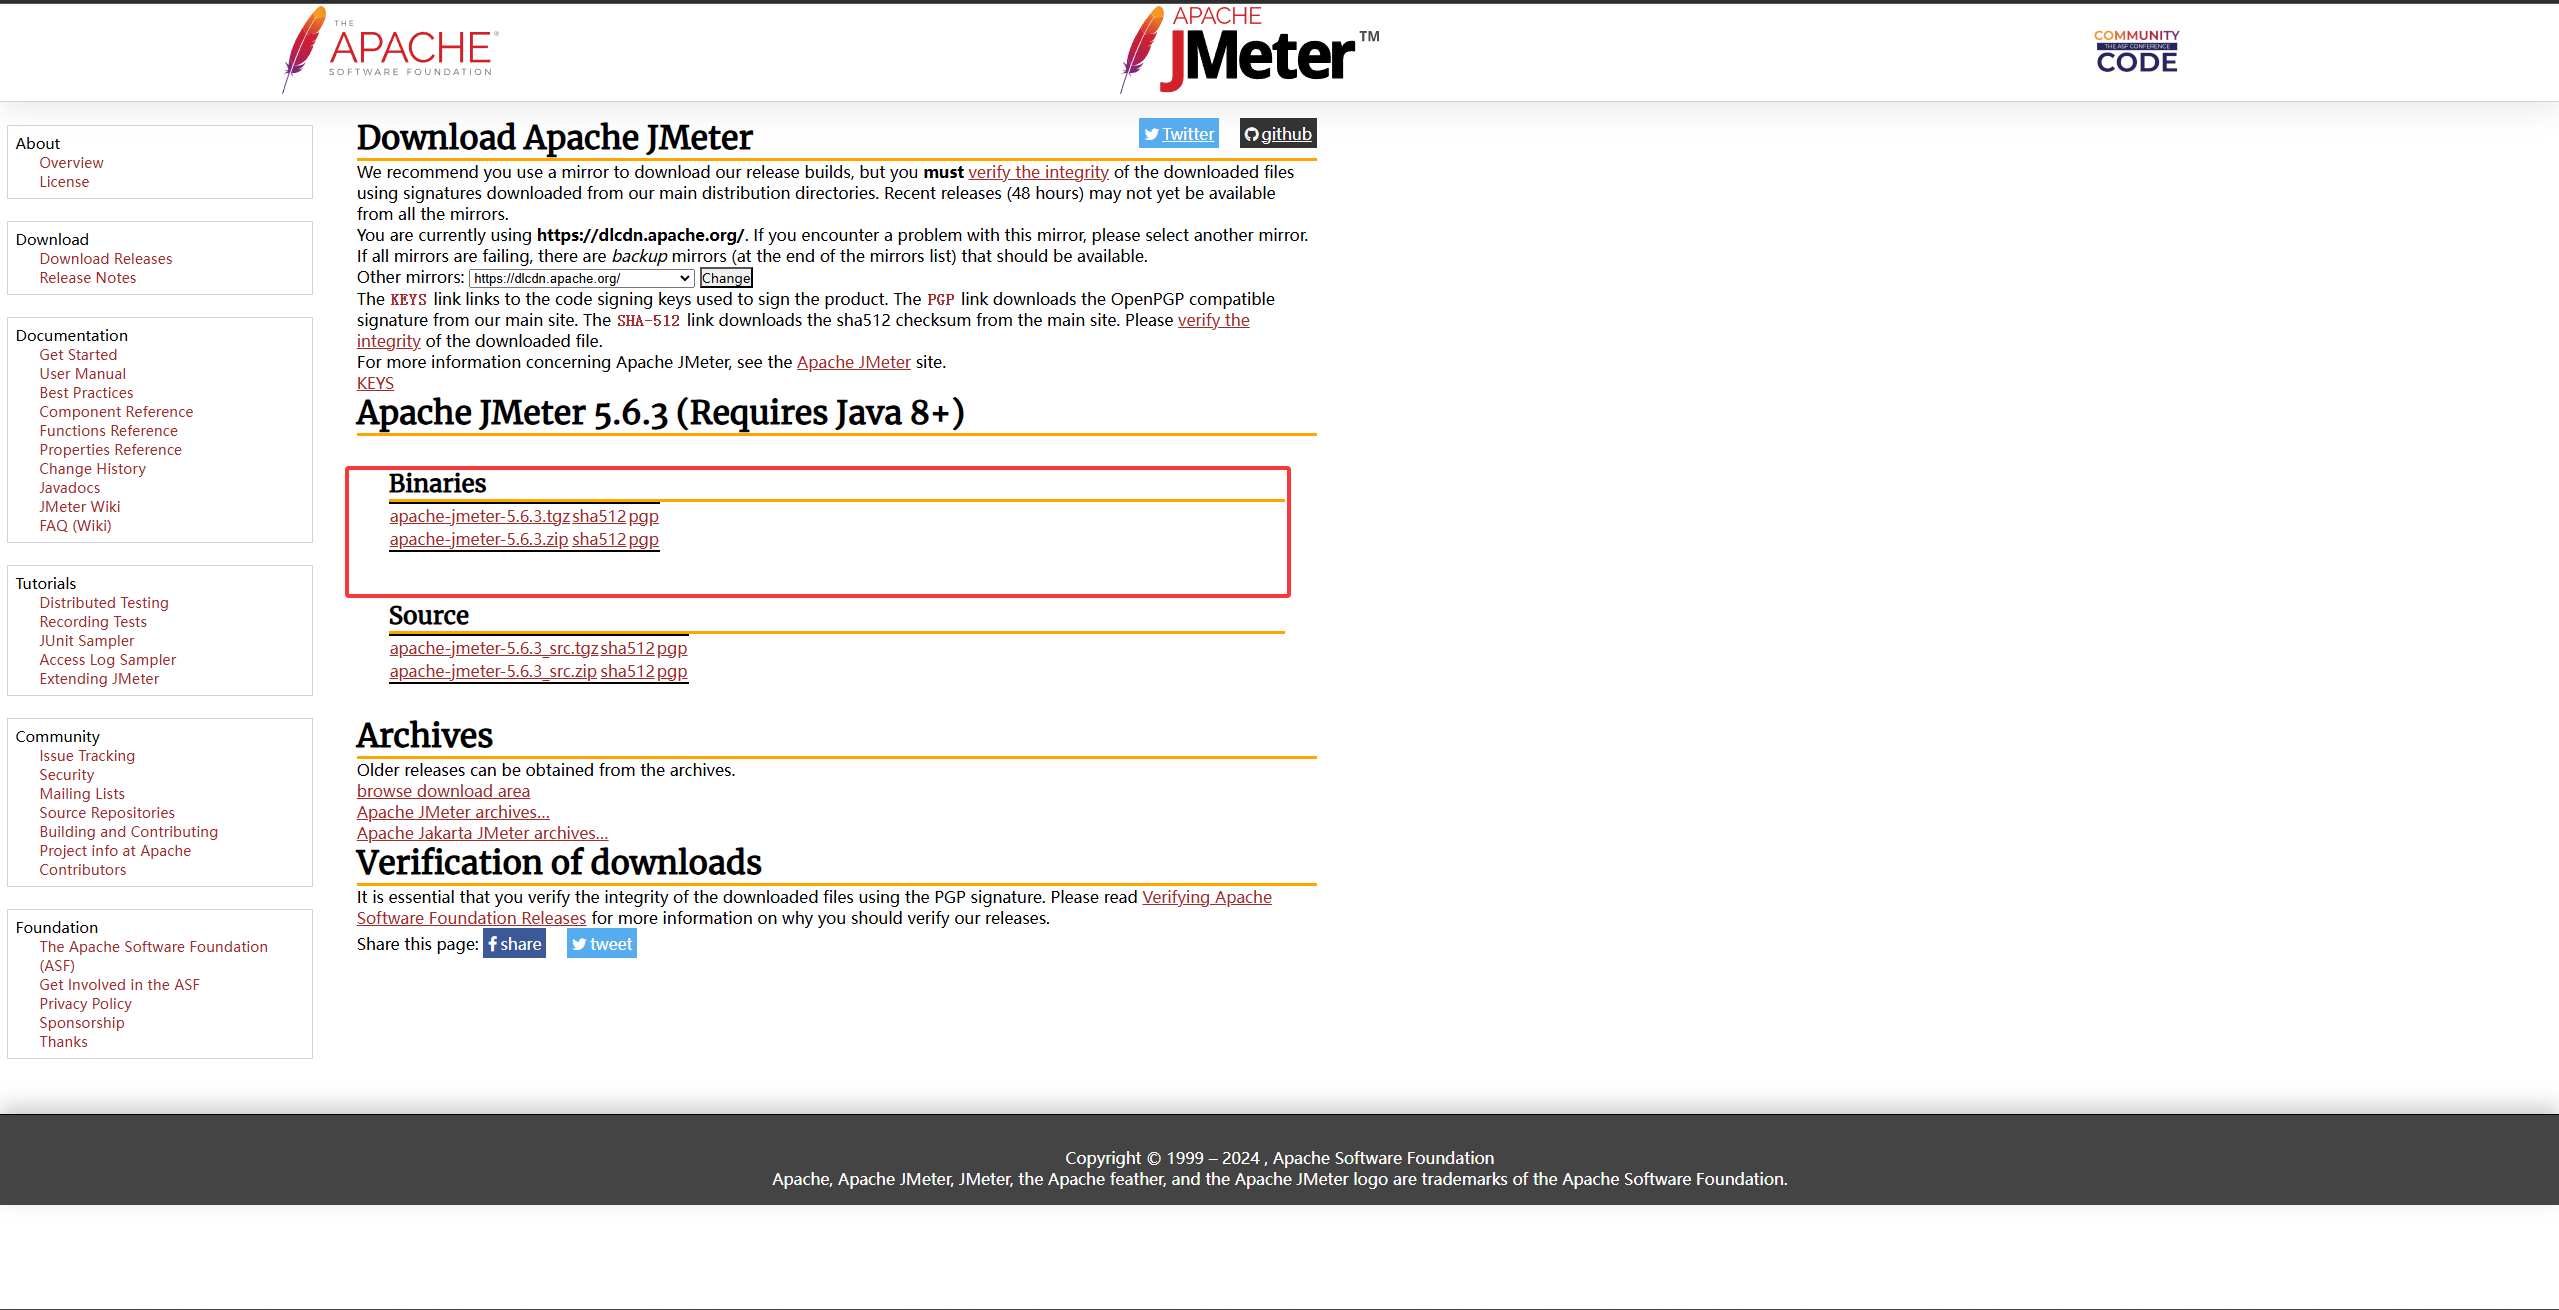 THE
APACHE®
SOFTWARE FOUNDATION
APACHE
JMeter™
COMMUNITY
THE ASF CONFERENCE
CODE
About
Overview
License
Download
Download Releases
Release Notes
Documentation
Get Started
User Manual
Best Practices
Component Reference
Functions Reference
Properties Reference
Change History
Javadocs
JMeter Wiki
FAQ (Wiki)
Tutorials
Distributed Testing
Recording Tests
JUnit Sampler
Access Log Sampler
Extending JMeter
Community
Issue Tracking
Security
Mailing Lists
Source Repositories
Building and Contributing
Project info at Apache
Contributors
Foundation
The Apache Software Foundation
(ASF)
Get Involved in the ASF
Privacy Policy
Sponsorship
Thanks
Download Apache JMeter
Twitter github
We recommend you use a mirror to download our release builds, but you must verify the integrity of the downloaded files
using signatures downloaded from our main distribution directories. Recent releases (48 hours) may not yet be available
from all the mirrors.
You are currently using https://dlcdn.apache.org/. If you encounter a problem with this mirror, please select another mirror.
If all mirrors are failing, there are backup mirrors (at the end of the mirrors list) that should be available.
Other mirrors: https://dlcdn.apache.org/ Change
The KEYS link links to the code signing keys used to sign the product. The PGP link downloads the OpenPGP compatible
signature from our main site. The SHA-512 link downloads the sha512 checksum from the main site. Please verify the
integrity of the downloaded file.
For more information concerning Apache JMeter, see the Apache JMeter site.
KEYS
Apache JMeter 5.6.3 (Requires Java 8+)
Binaries
apache-jmeter-5.6.3.tgz sha512 pgp
apache-jmeter-5.6.3.zip sha512 pgp
Source
apache-jmeter-5.6.3_src.tgz sha512 pgp
apache-jmeter-5.6.3_src.zip sha512 pgp
Archives
Older releases can be obtained from the archives.
browse download area
Apache JMeter archives...
Apache Jakarta JMeter archives...
Verification of downloads
It is essential that you verify the integrity of the downloaded files using the PGP signature. Please read Verifying Apache
Software Foundation Releases for more information on why you should verify our releases.
Share this page: share tweet
Copyright © 1999 – 2024 , Apache Software Foundation
Apache, Apache JMeter, JMeter, the Apache feather, and the Apache JMeter logo are trademarks of the Apache Software Foundation.